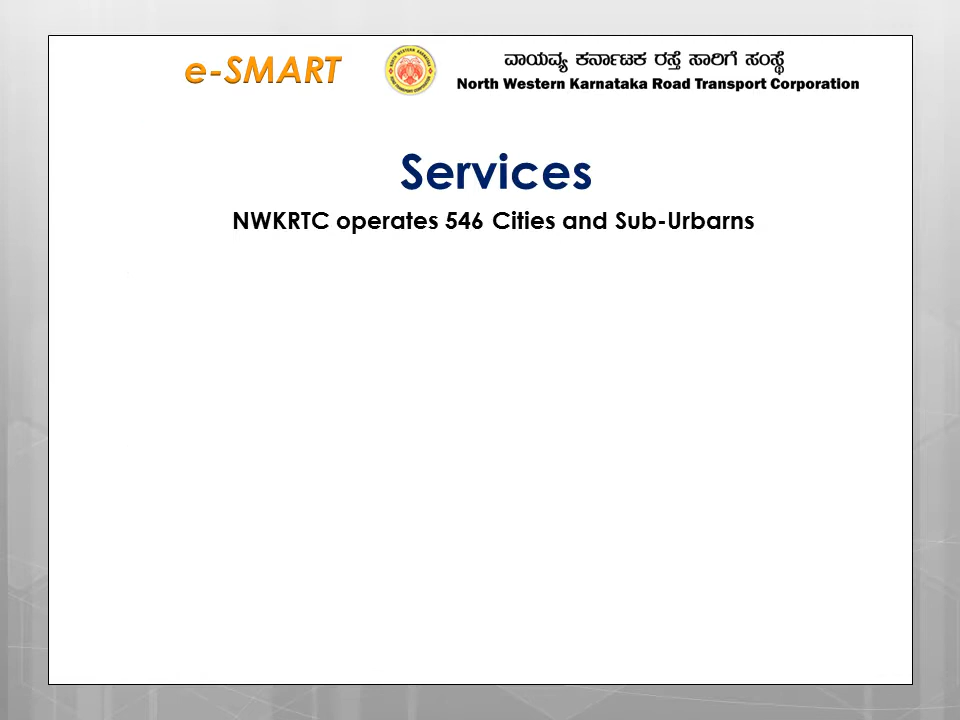 e-SMART
ವಾಯವ್ಯ ಕರ್ನಾಟಕ ರಸ್ತೆ ಸಾರಿಗೆ ಸಂಸ್ಥೆ
North Western Karnataka Road Transport Corporation
Services
NWKRTC operates 546 Cities and Sub-Urbarns